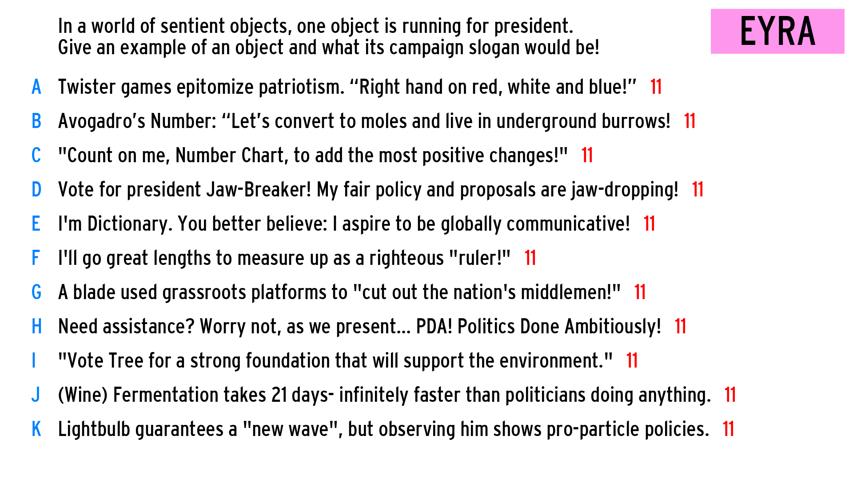 In a world of sentient objects, one object is running for president.
Give an example of an object and what its campaign slogan would be!
EYRA
A Twister games epitomize patriotism. “Right hand on red, white and blue!” 11
B Avogadro’s Number: “Let’s convert to moles and live in underground burrows! 11
C "Count on me, Number Chart, to add the most positive changes!" 11
D Vote for president Jaw-Breaker! My fair policy and proposals are jaw-dropping! 11
E I'm Dictionary. You better believe: I aspire to be globally communicative! 11
F I'll go great lengths to measure up as a righteous "ruler!" 11
G A blade used grassroots platforms to "cut out the nation's middlemen!" 11
H Need assistance? Worry not, as we present... PDA! Politics Done Ambitiously! 11
I "Vote Tree for a strong foundation that will support the environment." 11
J (Wine) Fermentation takes 21 days- infinitely faster than politicians doing anything. 11
K Lightbulb guarantees a "new wave", but observing him shows pro-particle policies. 11